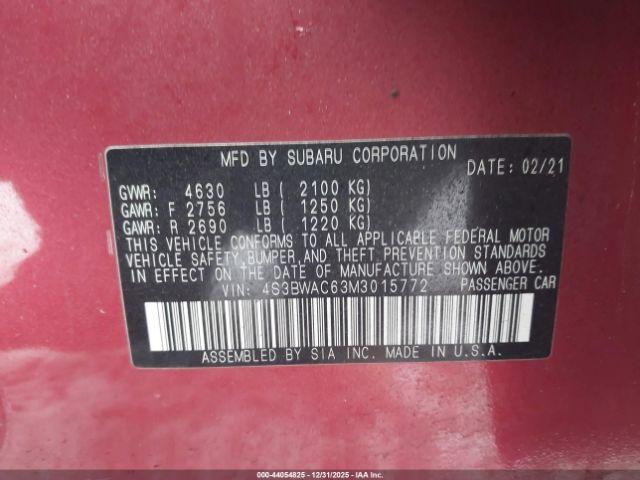 MFD BY SUBARU CORPORATION
DATE: 02/21
GVWR: 4630 LB ( 2100 KG)
GAWR: F 2756 LB ( 1250 KG)
GAWR: R 2690 LB ( 1220 KG)
THIS VEHICLE CONFORMS TO ALL APPLICABLE FEDERAL MOTOR
VEHICLE SAFETY,BUMPER,AND THEFT PREVENTION STANDARDS
IN EFFECT ON THE DATE OF MANUFACTURE SHOWN ABOVE.
VIN: 4S3BWAC63M3015772 PASSENGER CAR
ASSEMBLED BY SIA INC. MADE IN U.S.A.
000-44054825 - 12/31/2025 - IAAI.com